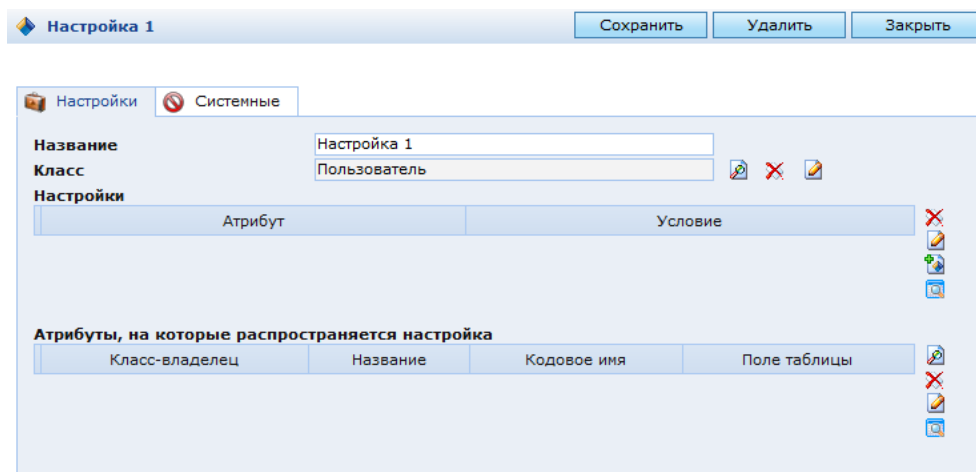 Настройка 1 Сохранить Удалить Закрыть
Настройки Системные
Название Настройка 1
Класс Пользователь
Настройки
Атрибут Условие
Атрибуты, на которые распространяется настройка
Класс-владелец Название Кодовое имя Поле таблицы